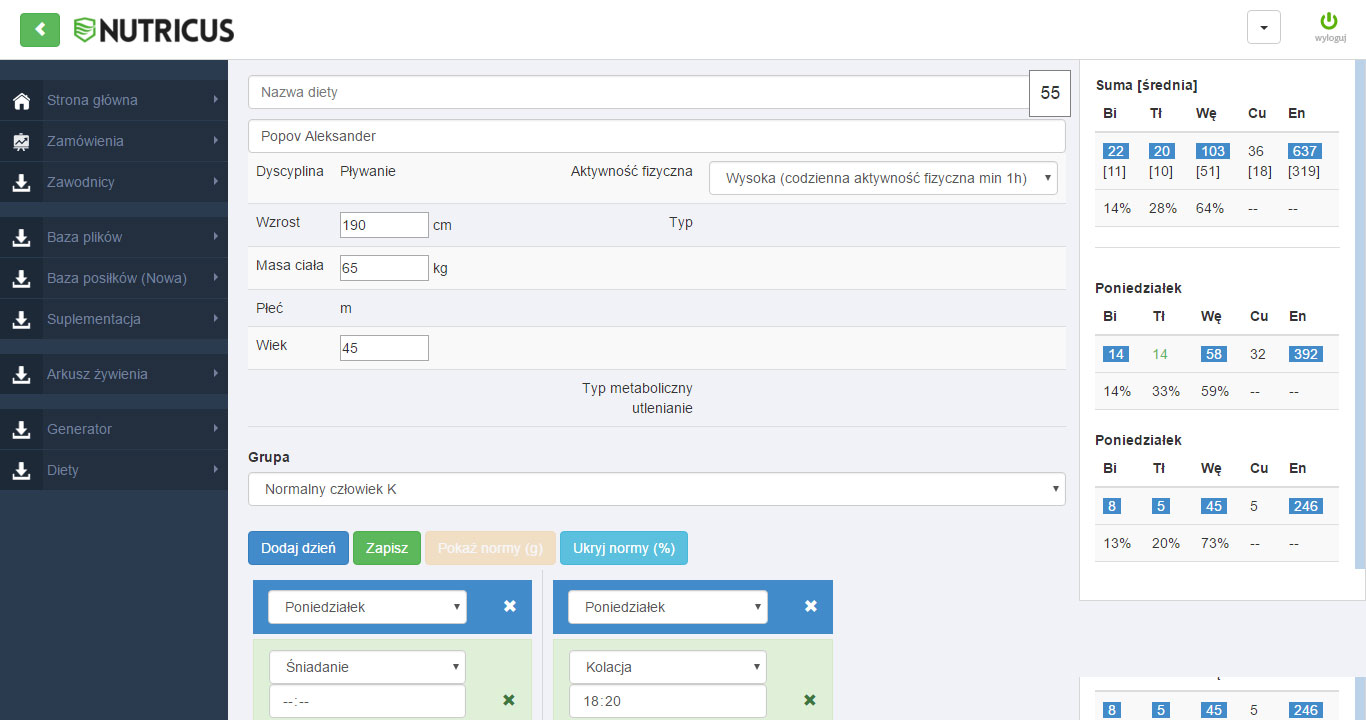 NUTRICUS
wyloguj
Strona główna
Zamówienia
Zawodnicy
Baza plików
Baza posiłków (Nowa)
Suplementacja
Arkusz żywienia
Generator
Diety
Nazwa diety
55
Popov Aleksander
Dyscyplina Pływanie Aktywność fizyczna Wysoka (codzienna aktywność fizyczna min 1h)
Wzrost 190 cm Typ
Masa ciała 65 kg
Płeć m
Wiek 45
Typ metaboliczny
utlenianie
Grupa
Normalny człowiek K
Dodaj dzień Zapisz Pokaż normy (g) Ukryj normy (%)
Poniedziałek Poniedziałek
Śniadanie Kolacja
--:-- 18:20
Suma [średnia]
Bi Tł Wę Cu En
22 20 103 36 637
[11] [10] [51] [18] [319]
14% 28% 64% -- --
Poniedziałek
Bi Tł Wę Cu En
14 14 58 32 392
14% 33% 59% -- --
Poniedziałek
Bi Tł Wę Cu En
8 5 45 5 246
13% 20% 73% -- --
8 5 45 5 246